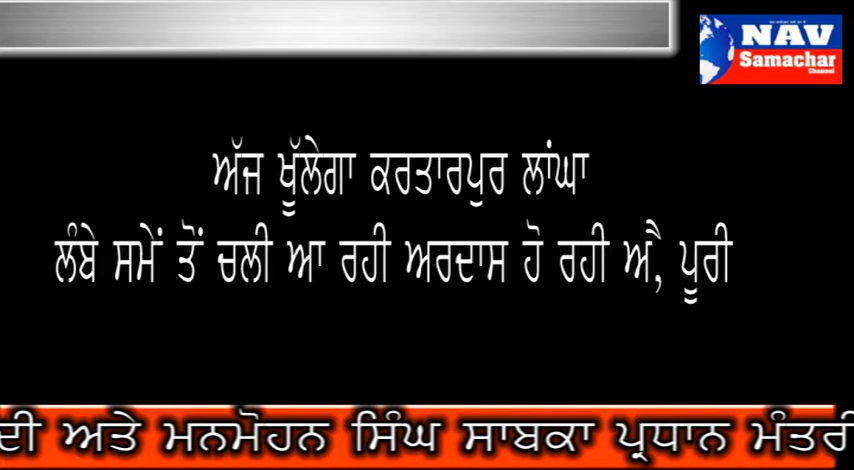 NAV
Samachar
Channel
ਅੱਜ ਖੁੱਲੇਗਾ ਕਰਤਾਰਪੁਰ ਲਾਂਘਾ
ਲੰਬੇ ਸਮੇਂ ਤੋਂ ਚਲੀ ਆ ਰਹੀ ਅਰਦਾਸ ਹੋ ਰਹੀ ਅੈ, ਪੂਰੀ
ਦੀ ਅਤੇ ਮਨਮੋਹਨ ਸਿੰਘ ਸਾਬਕਾ ਪ੍ਰਧਾਨ ਮੰਤਰੀ